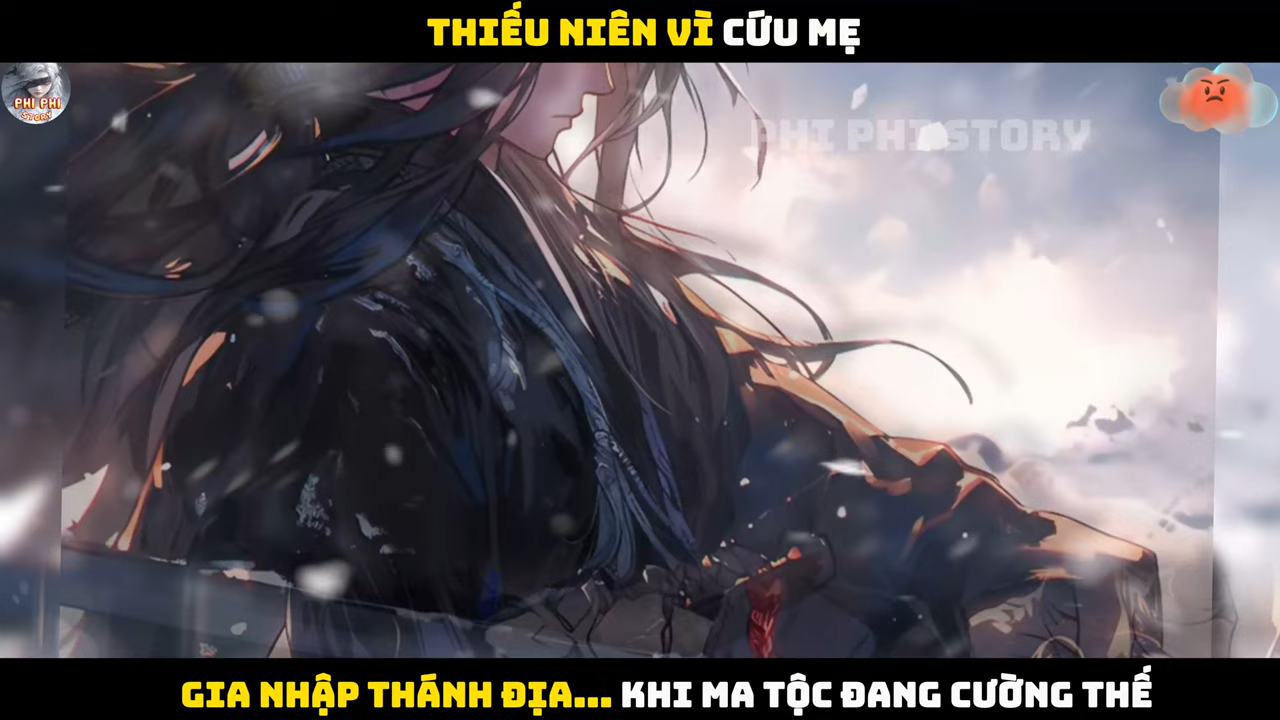 THIẾU NIÊN VÌ CỨU MẸ
PHI PHI
STORY
PHI PHI STORY
GIA NHẬP THÁNH ĐỊA... KHI MA TỘC ĐANG CƯỜNG THẾ